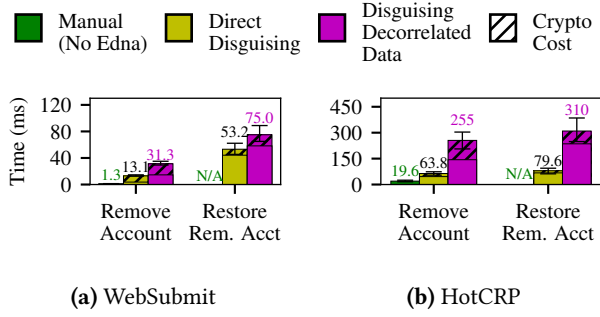 Manual
(No Edna)
Direct
Disguising
Disguising
Decorrelated
Data
Crypto
Cost
Time (ms)
120
80
40
0
1.3
13.1
31.3
N/A
53.2
75.0
Remove
Account
Restore
Rem. Acct
450
300
150
0
19.6
63.8
255
N/A
79.6
310
Remove
Account
Restore
Rem. Acct
(a) WebSubmit
(b) HotCRP